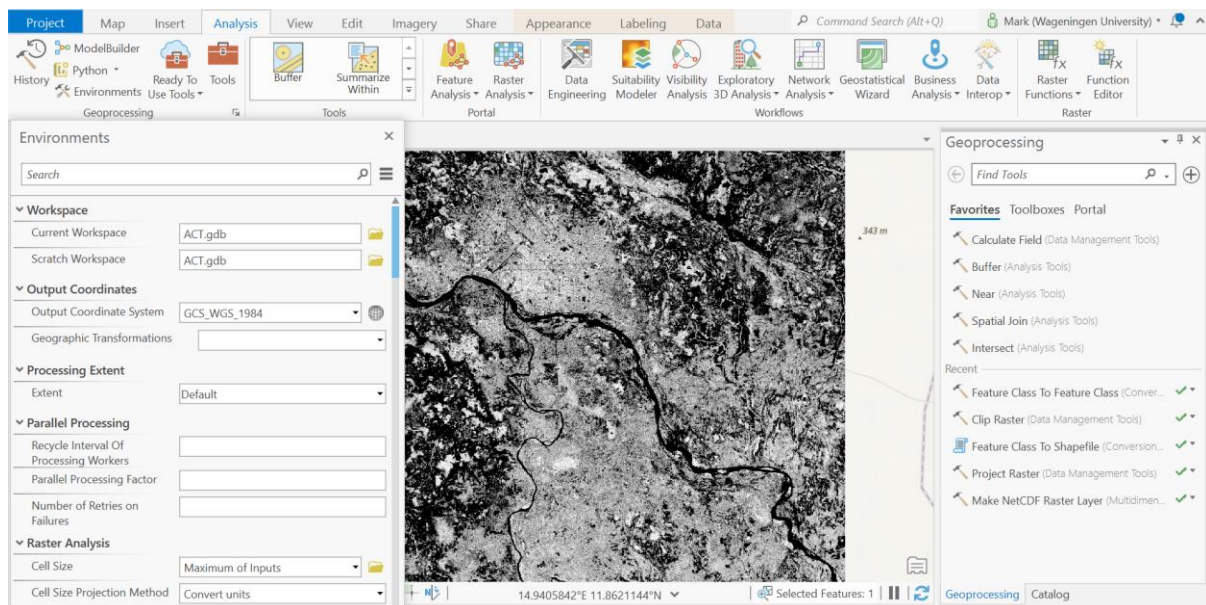 Project Map Insert Analysis View Edit Imagery Share Appearance Labeling Data Command Search (Alt+Q) Mark (Wageningen University)
History
ModelBuilder
Python
Environments
Ready To
Use Tools
Tools
Geoprocessing
Buffer
Summarize
Within
Tools
Feature
Analysis
Raster
Analysis
Portal
Data
Engineering
Suitability
Modeler
Visibility
Analysis
Exploratory
3D Analysis
Network
Analysis
Geostatistical
Wizard
Business
Analysis
Data
Interop
Workflows
Raster
Functions
Function
Editor
Raster
Environments
Search
Workspace
Current Workspace ACT.gdb
Scratch Workspace ACT.gdb
Output Coordinates
Output Coordinate System GCS_WGS_1984
Geographic Transformations
Processing Extent
Extent Default
Parallel Processing
Recycle Interval Of
Processing Workers
Parallel Processing Factor
Number of Retries on
Failures
Raster Analysis
Cell Size Maximum of Inputs
Cell Size Projection Method Convert units
343 m
14.9405842°E 11.8621144°N
Selected Features: 1
Geoprocessing
Find Tools
Favorites Toolboxes Portal
Calculate Field (Data Management Tools)
Buffer (Analysis Tools)
Near (Analysis Tools)
Spatial Join (Analysis Tools)
Intersect (Analysis Tools)
Recent
Feature Class To Feature Class (Conver...
Clip Raster (Data Management Tools)
Feature Class To Shapefile (Conversion...
Project Raster (Data Management Tools)
Make NetCDF Raster Layer (Multidimen...
Geoprocessing Catalog